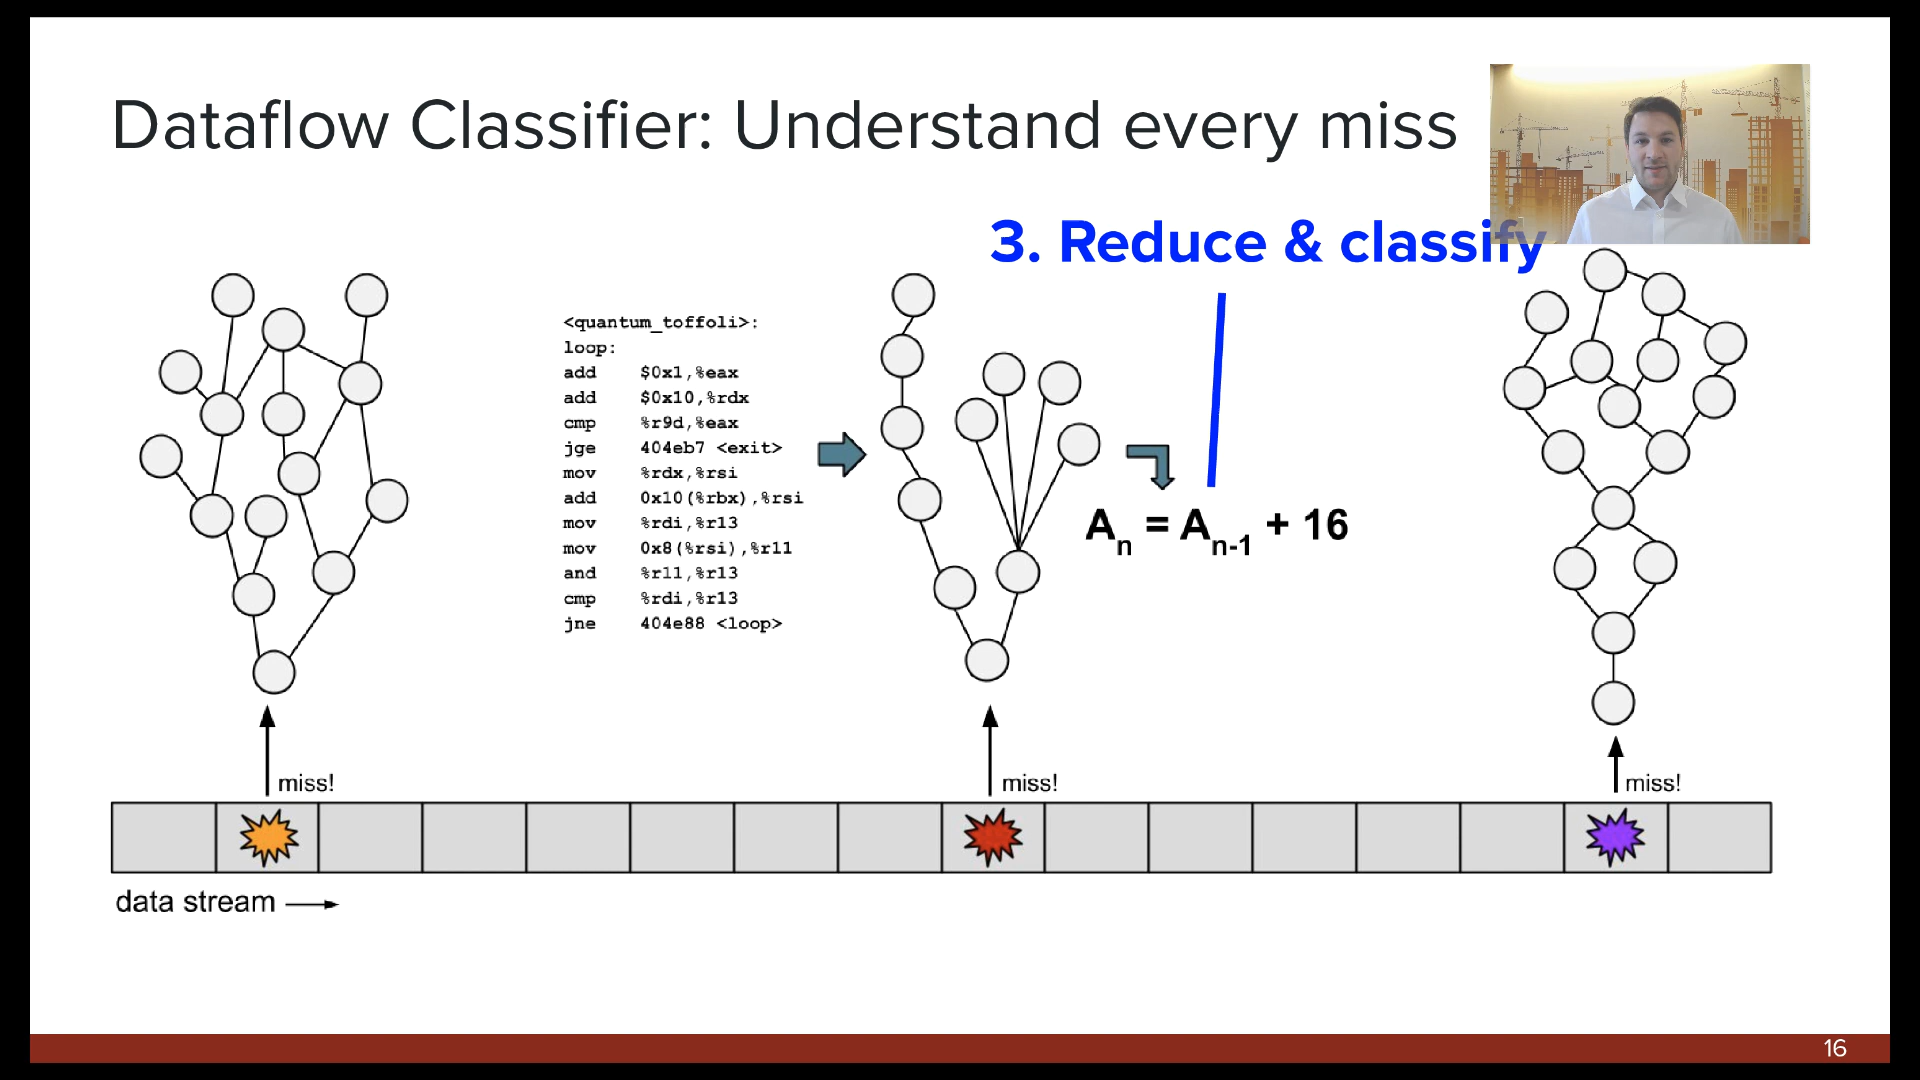 Dataflow Classifier: Understand every miss
3. Reduce & classify
<quantum_toffoli>:
loop:
add $0x1,%eax
add $0x10,%rdx
cmp %r9d,%eax
jge 404eb7 <exit>
mov %rdx,%rsi
add 0x10(%rbx),%rsi
mov %rdi,%r13
mov 0x8(%rsi),%r11
and %r11,%r13
cmp %rdi,%r13
jne 404e88 <loop>
An = An-1 + 16
miss!
miss!
miss!
data stream
16